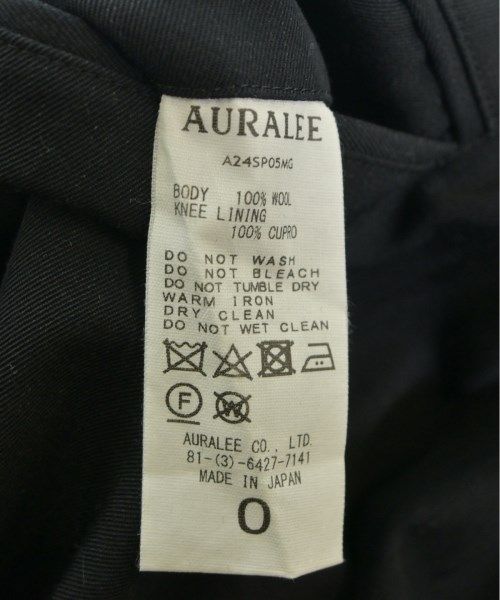 AURALEE
A24SP05MG
BODY 100% WOOL
KNEE LINING
100% CUPRO
DO NOT WASH
DO NOT BLEACH
DO NOT TUMBLE DRY
WARM IRON
DRY CLEAN
DO NOT WET CLEAN
F W
AURALEE CO., LTD.
81-(3)-6427-7141
MADE IN JAPAN
0